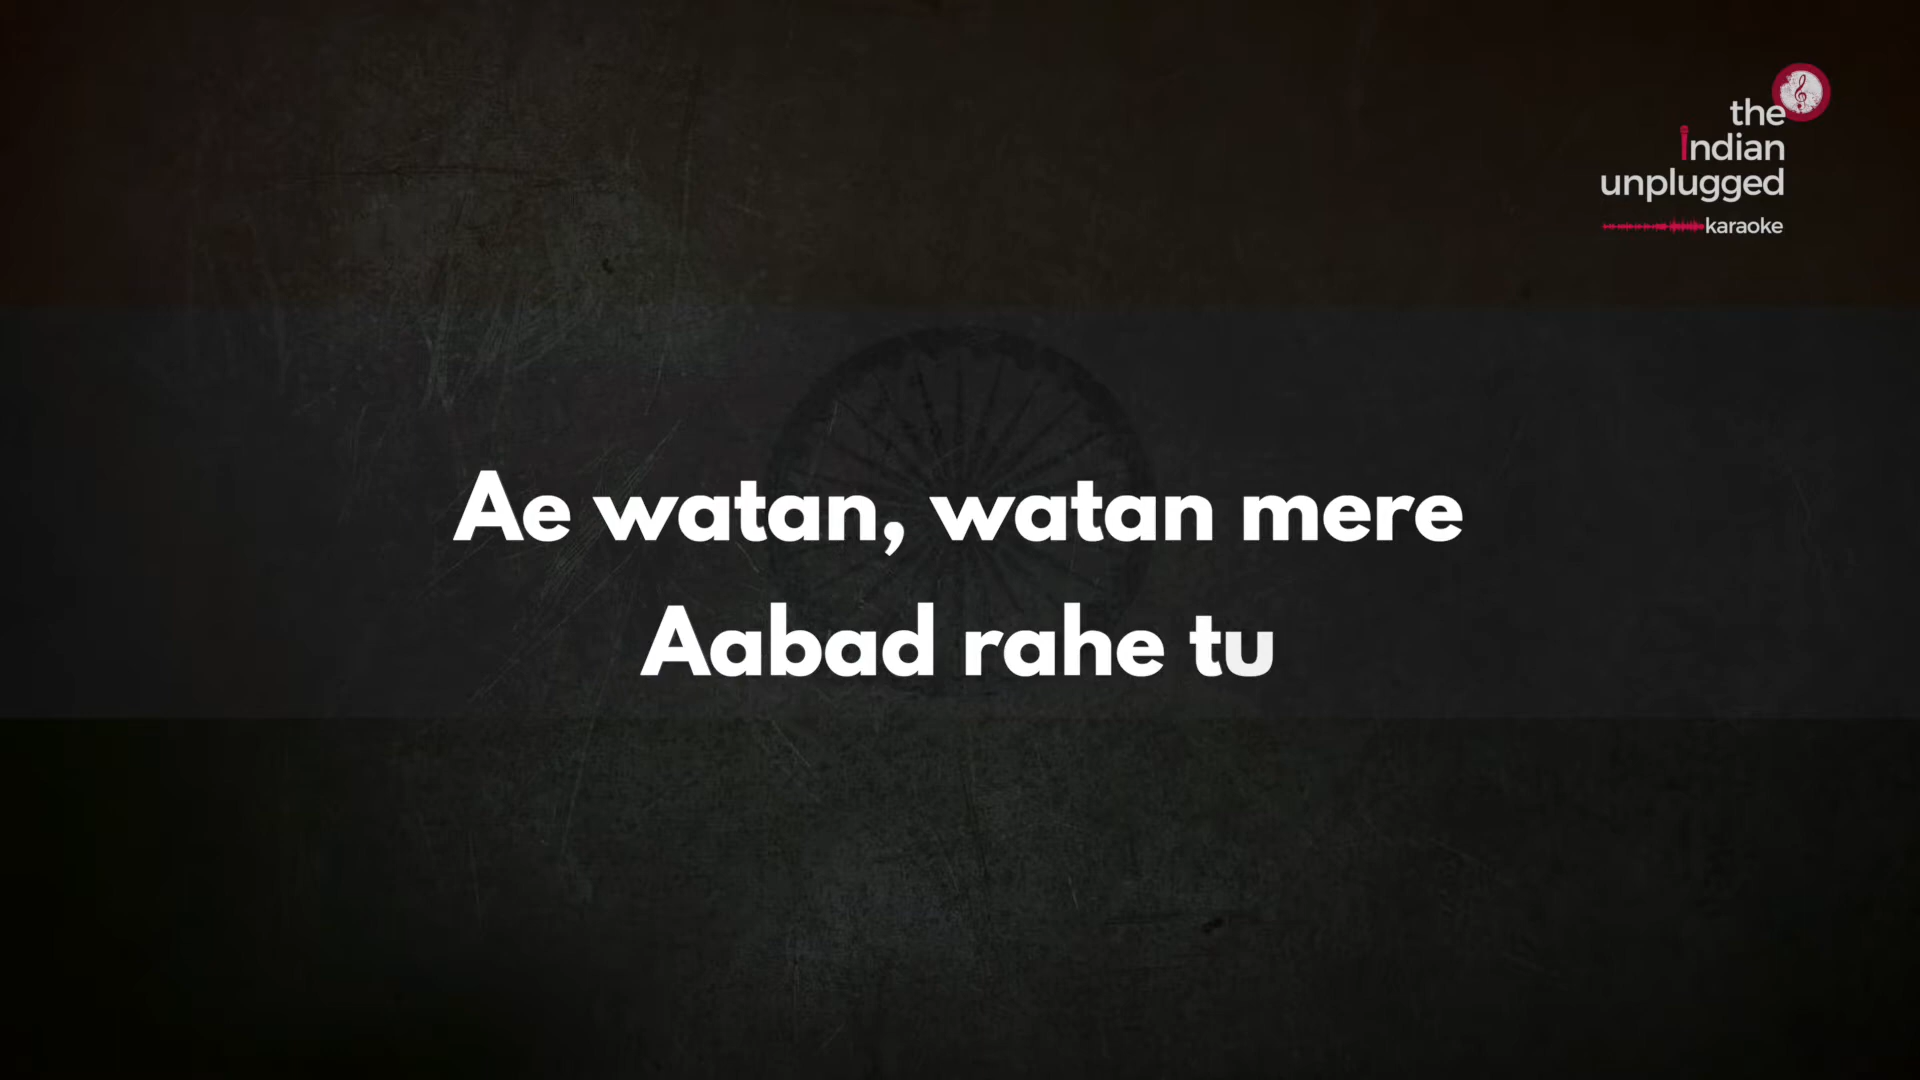 the
indian
unplugged
karaoke
Ae watan, watan mere
Aabad rahe tu